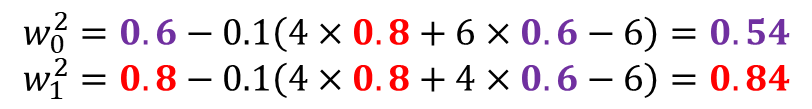 w₀² = 0.6 − 0.1(4 × 0.8 + 6 × 0.6 − 6) = 0.54
w₁² = 0.8 − 0.1(4 × 0.8 + 4 × 0.6 − 6) = 0.84